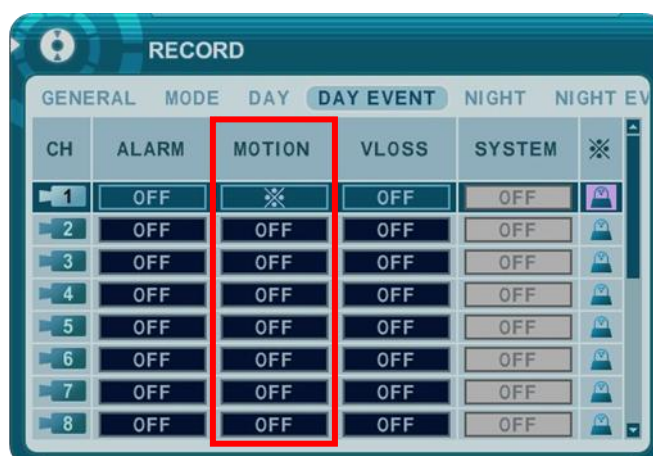 RECORD
GENERAL MODE DAY DAY EVENT NIGHT NIGHT EV
CH ALARM MOTION VLOSS SYSTEM ※
1 OFF ※ OFF OFF
2 OFF OFF OFF OFF
3 OFF OFF OFF OFF
4 OFF OFF OFF OFF
5 OFF OFF OFF OFF
6 OFF OFF OFF OFF
7 OFF OFF OFF OFF
8 OFF OFF OFF OFF